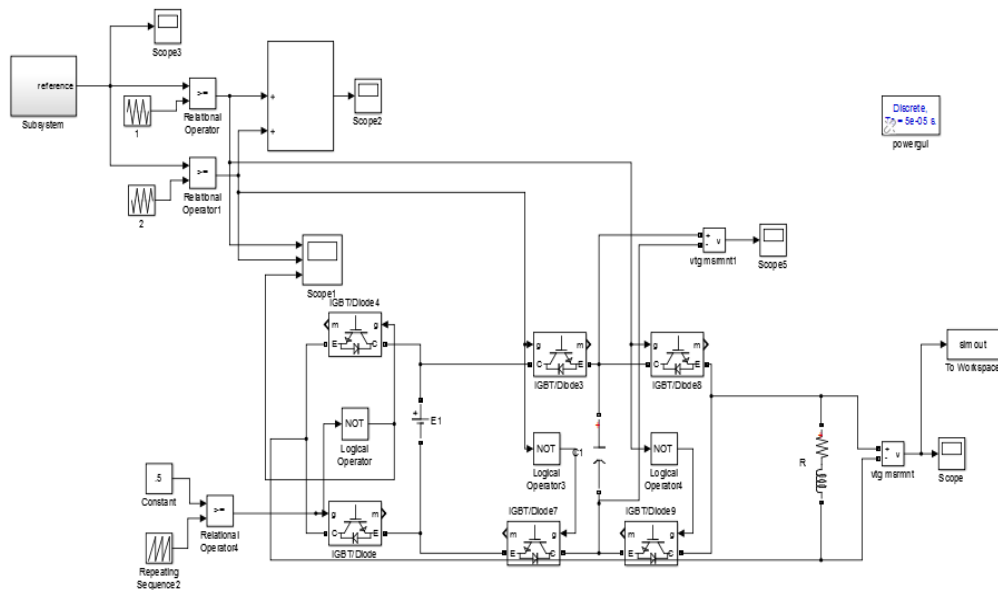 Scope3
reference
Subsystem
>=
Relational
Operator
1
+
+
Scope2
Discrete,
Ts = 5e-05 s.
powergui
>=
Relational
Operator1
2
Scope1
+
-
v
vtg msrmnt1
Scope5
IGBT/Diode4
m
g
E
C
g
m
C
E
IGBT/Diode3
g
m
C
E
IGBT/Diode8
simout
To Workspace
+
E1
NOT
Logical
Operator
NOT
Logical
Operator3
+
C1
NOT
Logical
Operator4
R
+
+
-
v
vtg msrmnt
Scope
.5
Constant
>=
Relational
Operator4
Repeating
Sequence2
g
m
C
E
IGBT/Diode
IGBT/Diode7
m
g
E
C
IGBT/Diode9
m
g
E
C